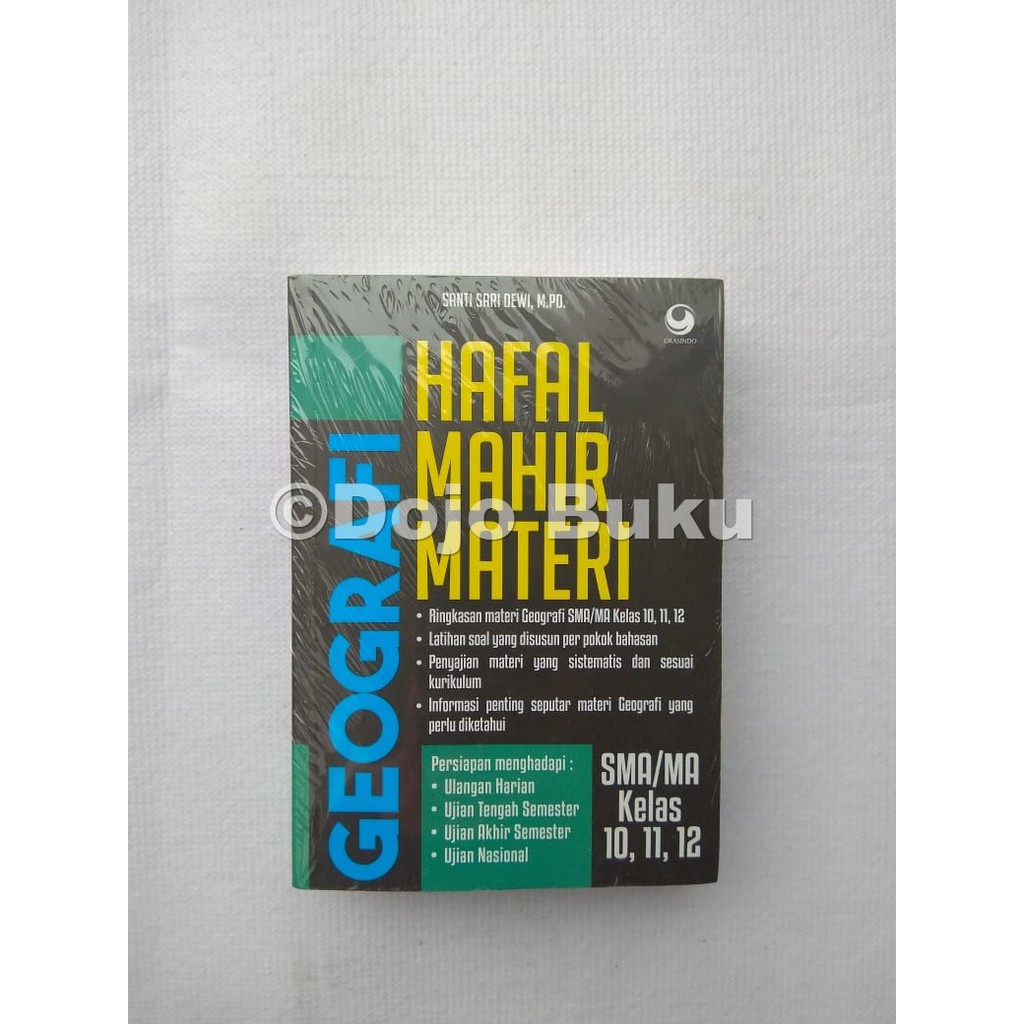 SANTI SARI DEWI, M.PD.
GRASINDO
GEOGRAFI
HAFAL
MAHIR
MATERI
©Dojo Buku
• Ringkasan materi Geografi SMA/MA Kelas 10, 11, 12
• Latihan soal yang disusun per pokok bahasan
• Penyajian materi yang sistematis dan sesuai
kurikulum
• Informasi penting seputar materi Geografi yang
perlu diketahui
Persiapan menghadapi :
• Ulangan Harian
• Ujian Tengah Semester
• Ujian Akhir Semester
• Ujian Nasional
SMA/MA
Kelas
10, 11, 12